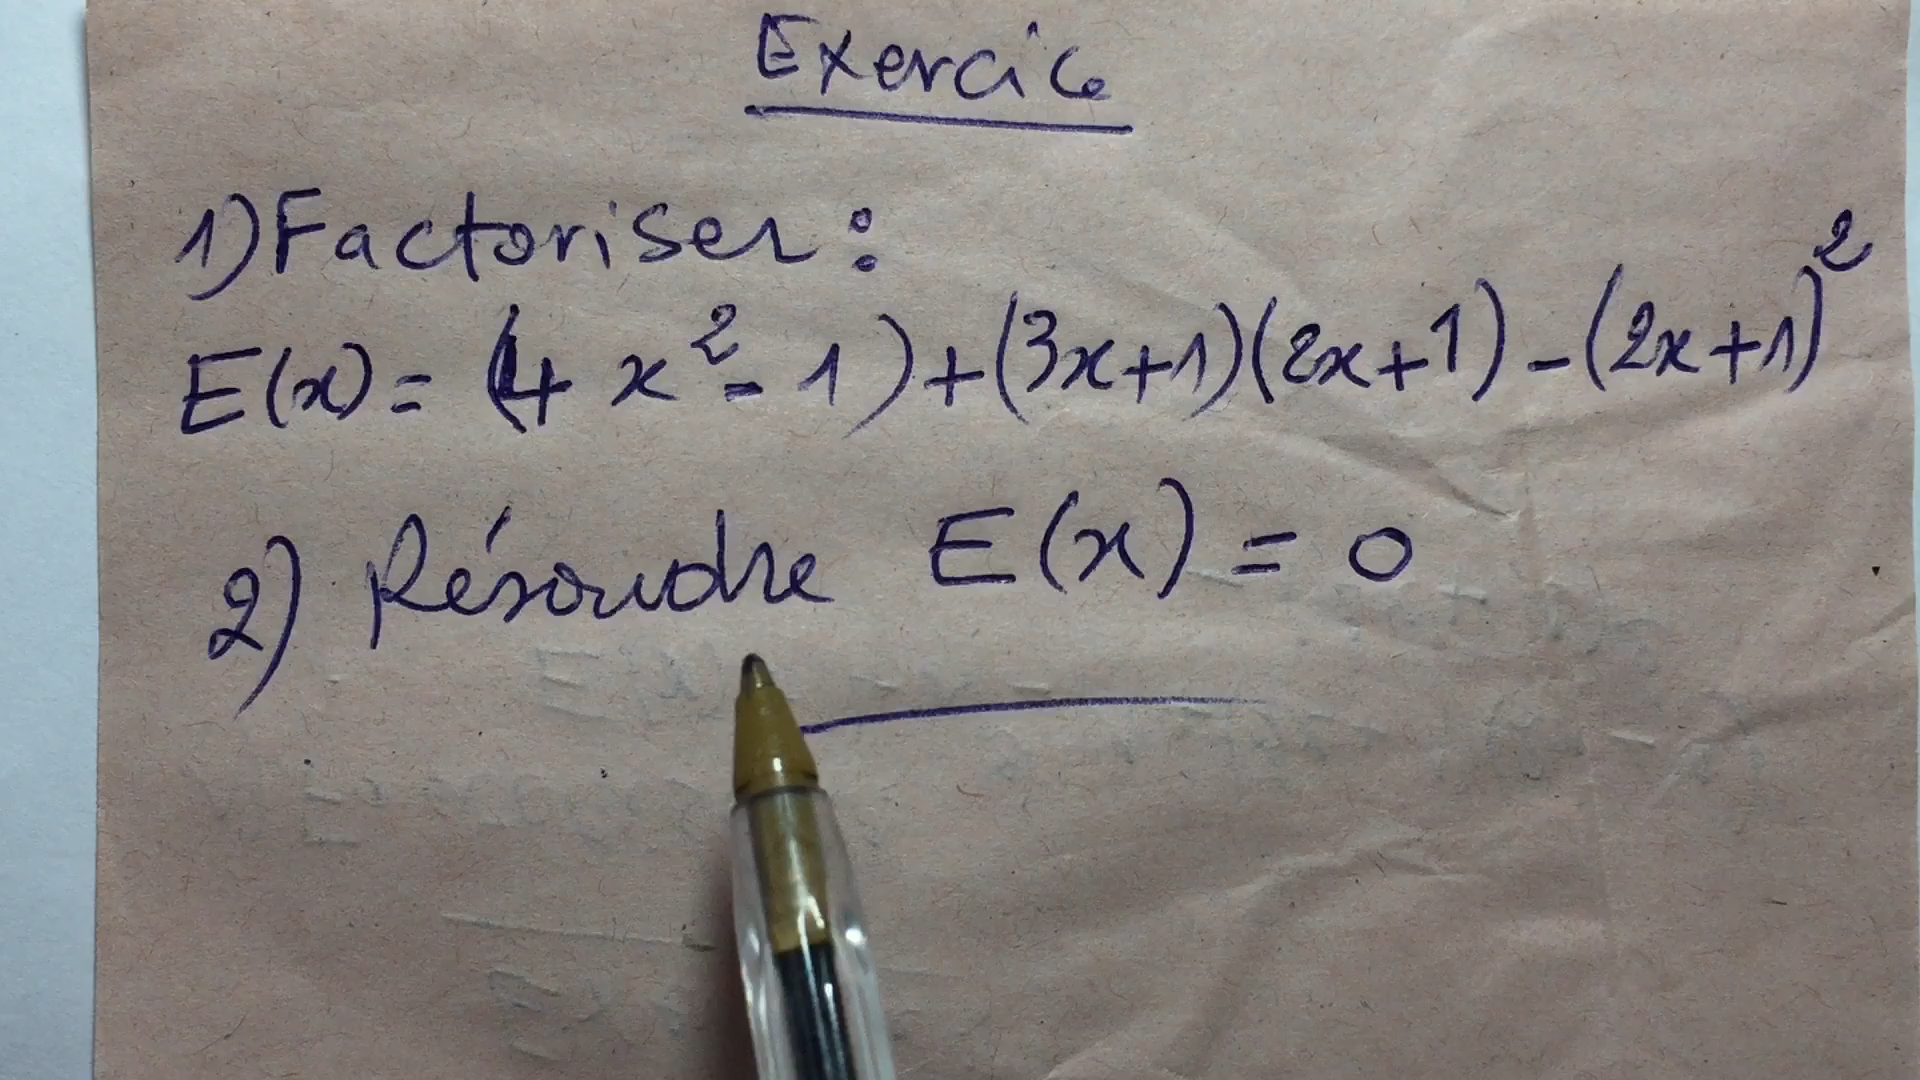 Exercice
1) Factoriser :
E(x) = (4x² - 1) + (3x+1)(2x+1) - (2x+1)²
2) Résoudre E(x) = 0